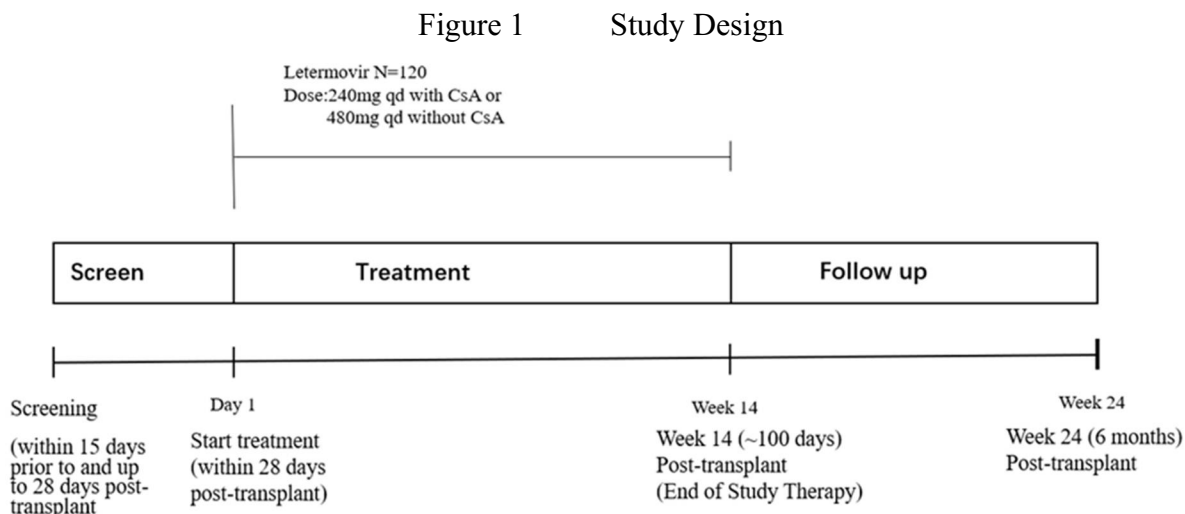 Figure 1 Study Design
Letermovir N=120
Dose:240mg qd with CsA or
480mg qd without CsA
Screen
Treatment
Follow up
Screening
(within 15 days
prior to and up
to 28 days post-
transplant
Day 1
Start treatment
(within 28 days
post-transplant)
Week 14
Week 14 (~100 days)
Post-transplant
(End of Study Therapy)
Week 24
Week 24 (6 months)
Post-transplant